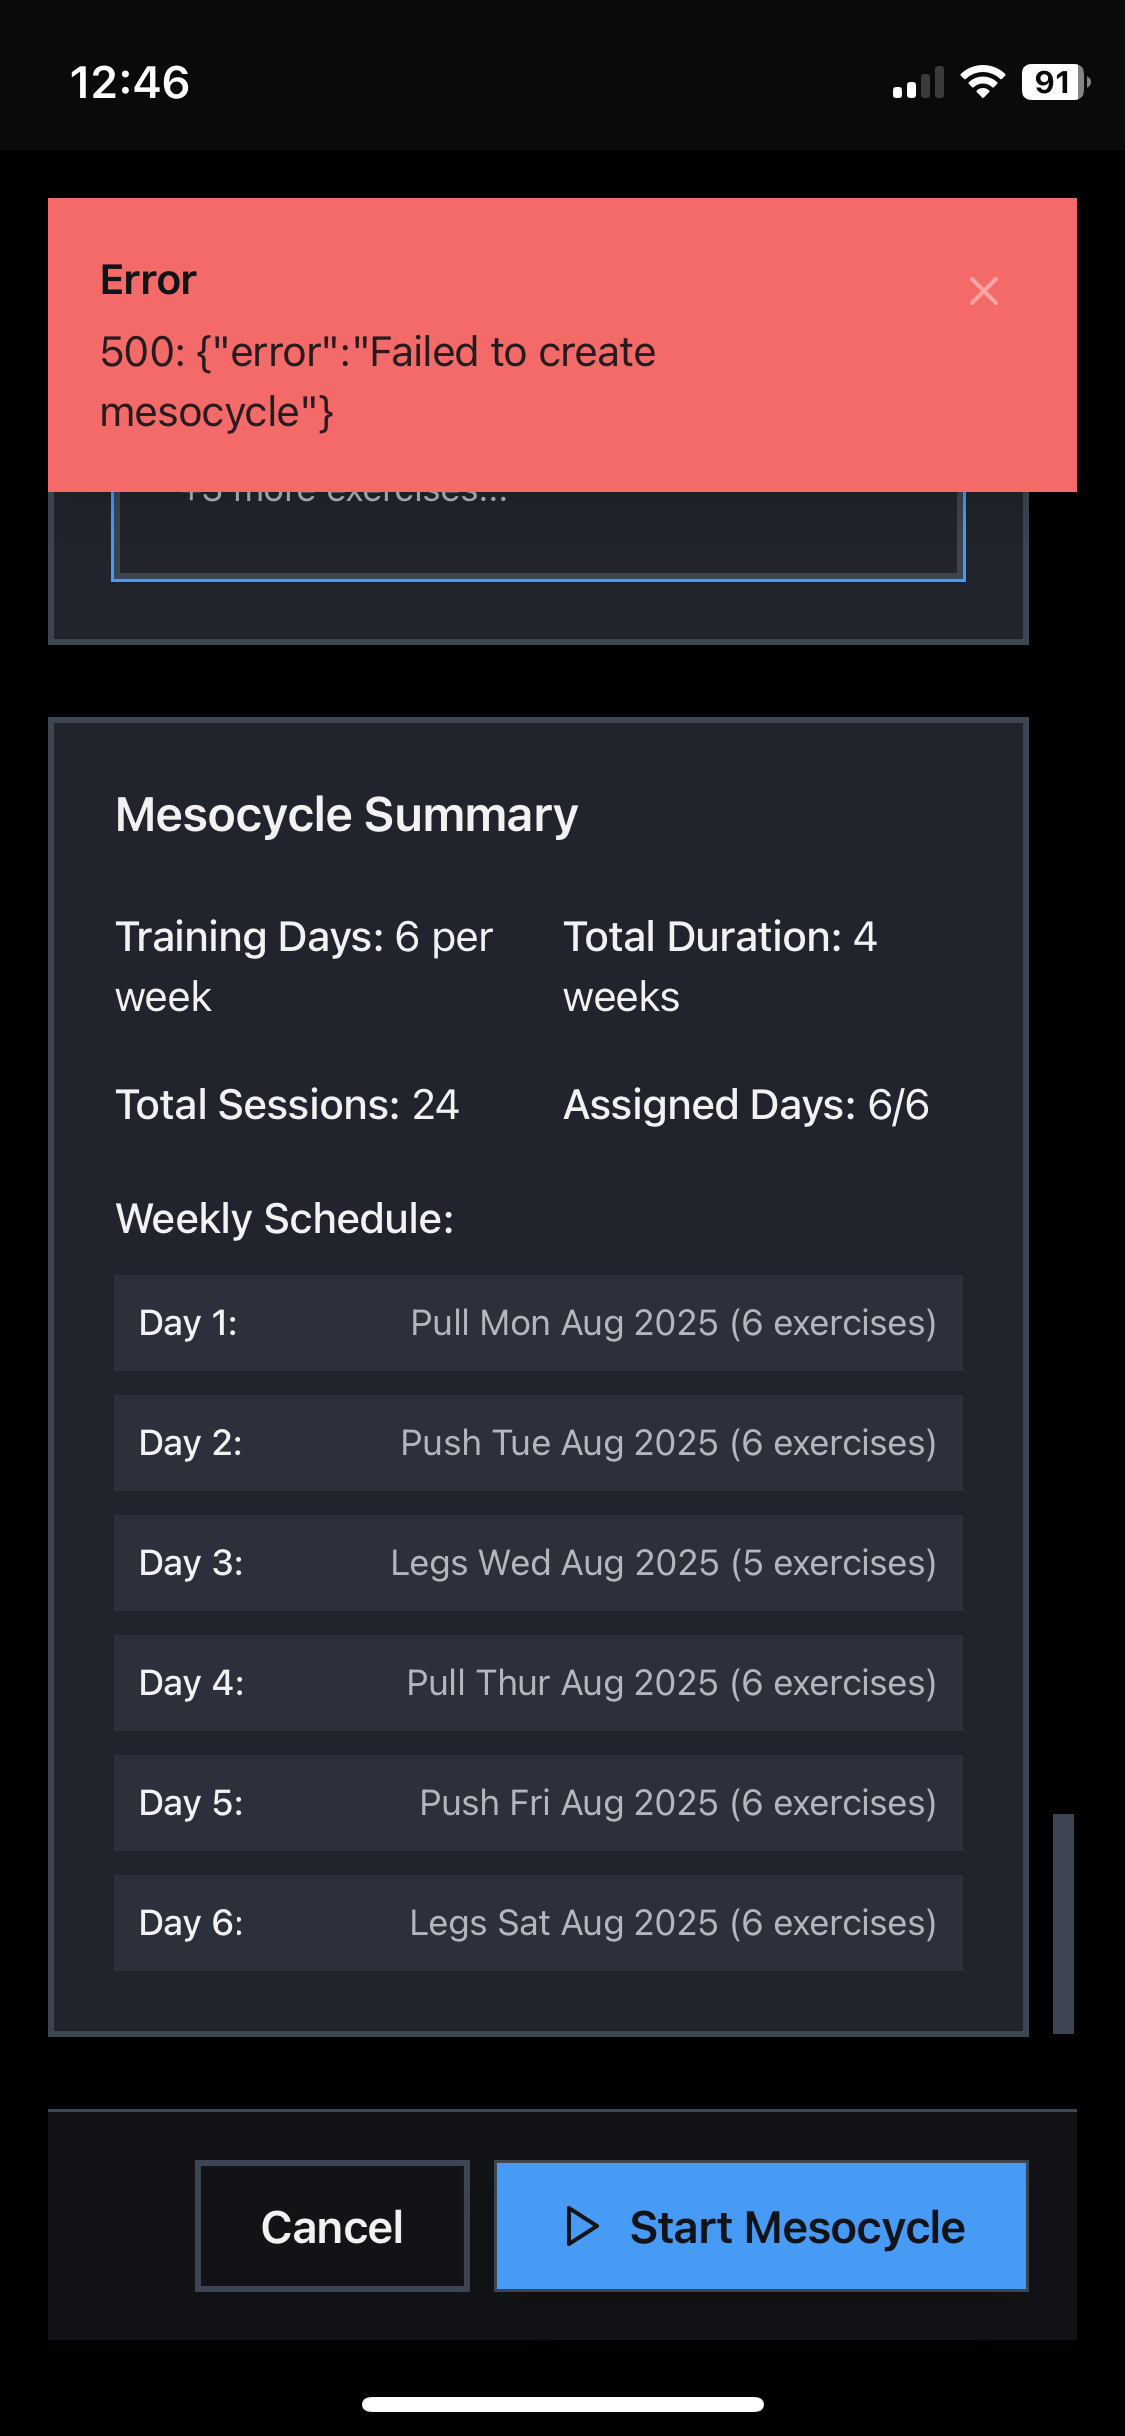 12:46
91
Error
500: {"error":"Failed to create
mesocycle"}
more exercises...
Mesocycle Summary
Training Days: 6 per
week
Total Duration: 4
weeks
Total Sessions: 24
Assigned Days: 6/6
Weekly Schedule:
Day 1: Pull Mon Aug 2025 (6 exercises)
Day 2: Push Tue Aug 2025 (6 exercises)
Day 3: Legs Wed Aug 2025 (5 exercises)
Day 4: Pull Thur Aug 2025 (6 exercises)
Day 5: Push Fri Aug 2025 (6 exercises)
Day 6: Legs Sat Aug 2025 (6 exercises)
Cancel
Start Mesocycle